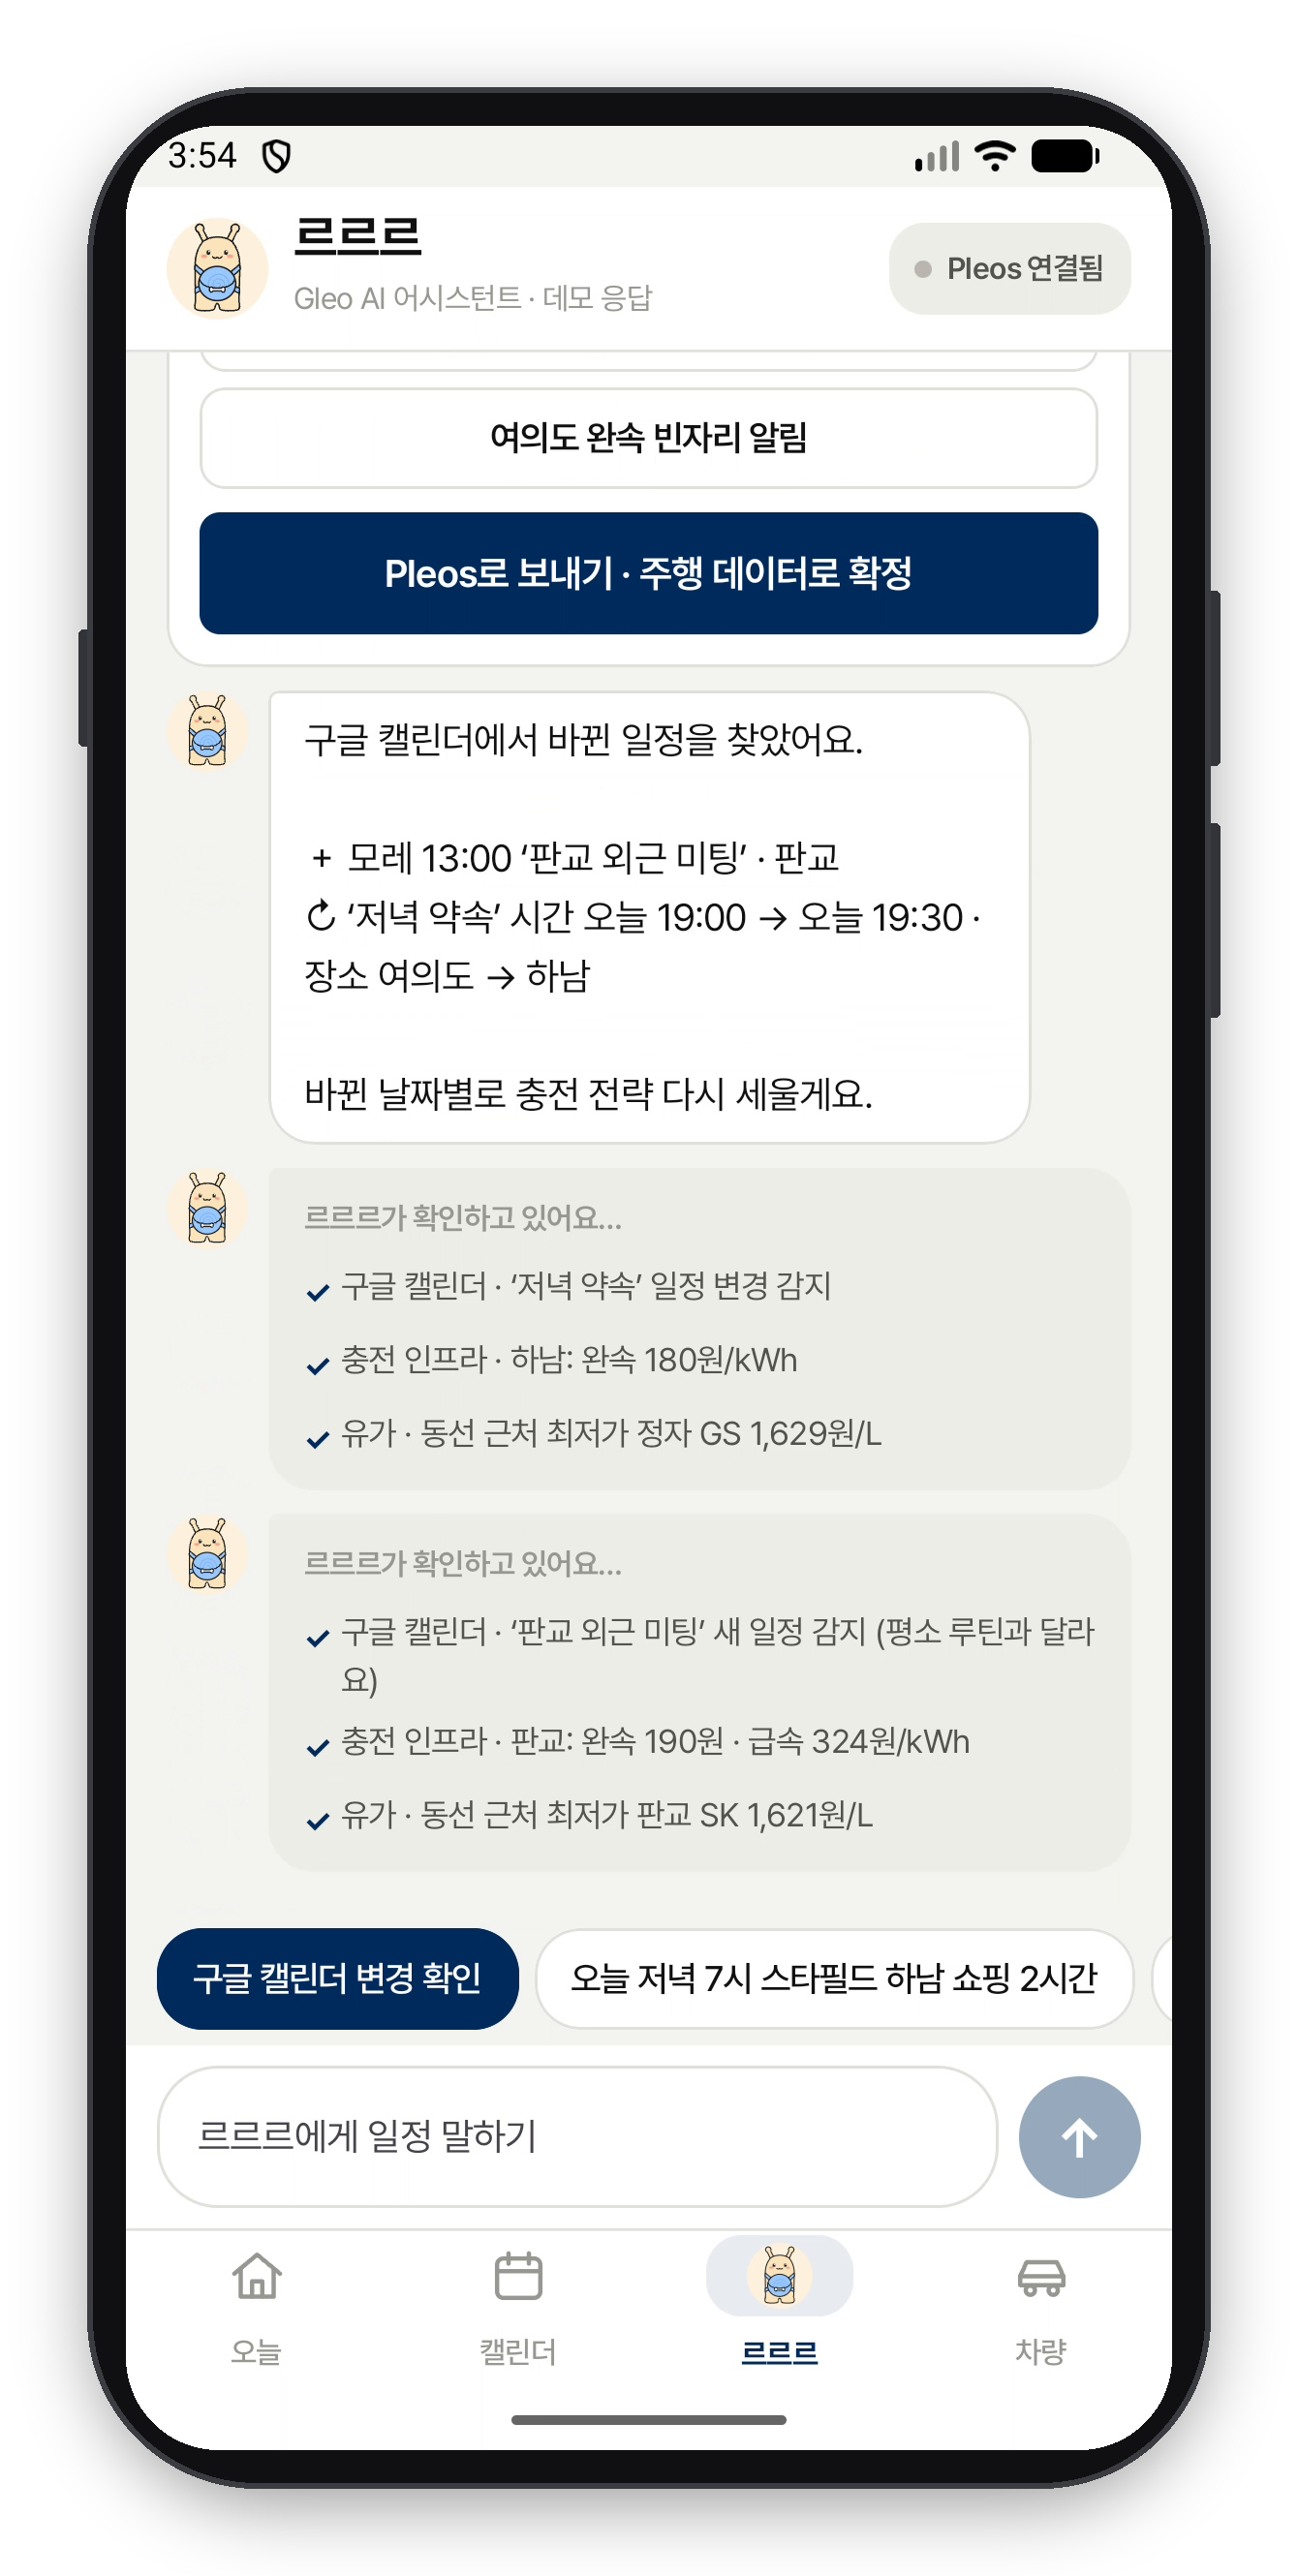 3:54
르르르
Gleo AI 어시스턴트 · 데모 응답
Pleos 연결됨
여의도 완속 빈자리 알림
Pleos로 보내기 · 주행 데이터로 확정
구글 캘린더에서 바뀐 일정을 찾았어요.
+ 모레 13:00 ‘판교 외근 미팅’ · 판교
↻ ‘저녁 약속’ 시간 오늘 19:00 → 오늘 19:30 ·
장소 여의도 → 하남
바뀐 날짜별로 충전 전략 다시 세울게요.
르르르가 확인하고 있어요...
✓ 구글 캘린더 · ‘저녁 약속’ 일정 변경 감지
✓ 충전 인프라 · 하남: 완속 180원/kWh
✓ 유가 · 동선 근처 최저가 정자 GS 1,629원/L
르르르가 확인하고 있어요...
✓ 구글 캘린더 · ‘판교 외근 미팅’ 새 일정 감지 (평소 루틴과 달라
요)
✓ 충전 인프라 · 판교: 완속 190원 · 급속 324원/kWh
✓ 유가 · 동선 근처 최저가 판교 SK 1,621원/L
구글 캘린더 변경 확인
오늘 저녁 7시 스타필드 하남 쇼핑 2시간
르르르에게 일정 말하기
오늘
캘린더
르르르
차량